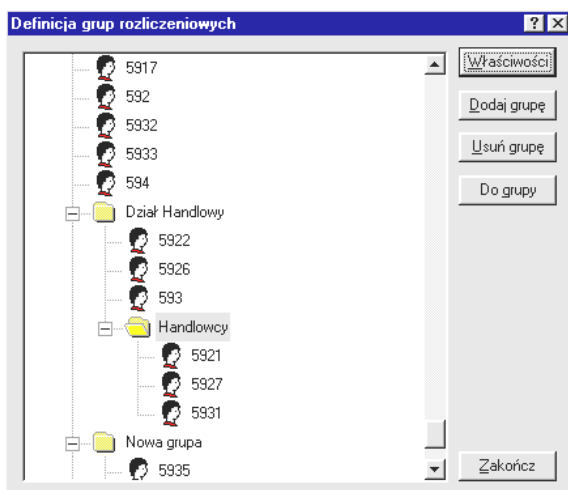 Definicja grup rozliczeniowych
5917
592
5932
5933
594
Dział Handlowy
5922
5926
593
Handlowcy
5921
5927
5931
Nowa grupa
5935
Właściwości
Dodaj grupę
Usuń grupę
Do grupy
Zakończ